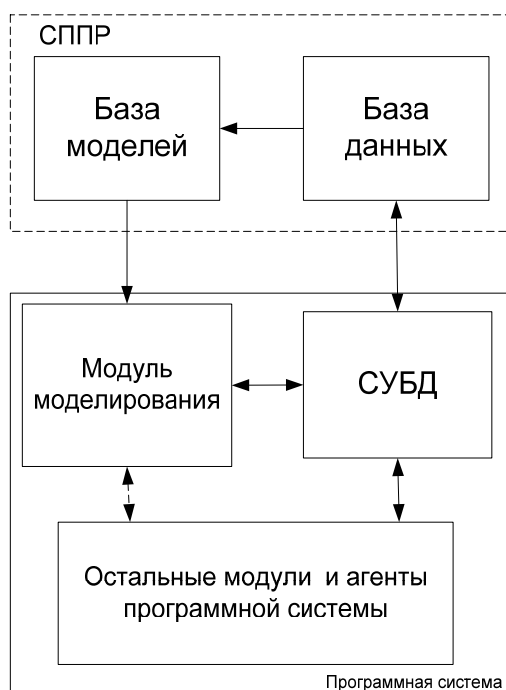 СППР
База
моделей
База
данных
Модуль
моделирования
СУБД
Остальные модули и агенты
программной системы
Программная система